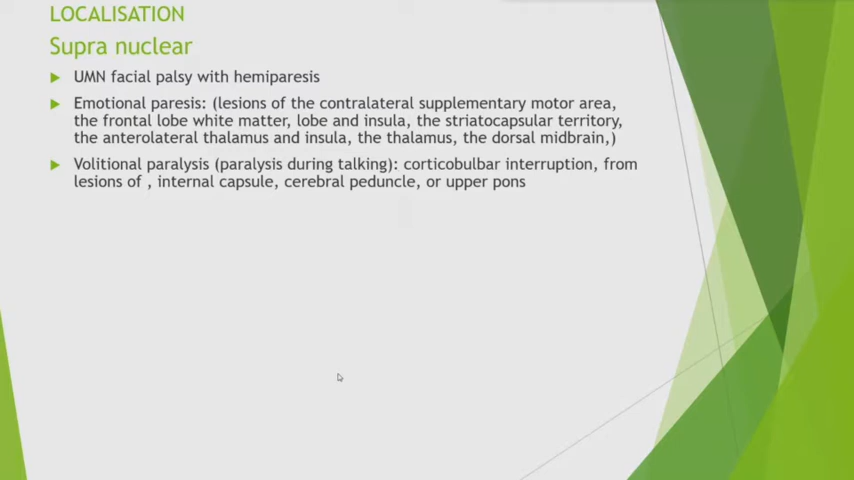 LOCALISATION
Supra nuclear
UMN facial palsy with hemiparesis
Emotional paresis: (lesions of the contralateral supplementary motor area,
the frontal lobe white matter, lobe and insula, the striatocapsular territory,
the anterolateral thalamus and insula, the thalamus, the dorsal midbrain,)
Volitional paralysis (paralysis during talking): corticobulbar interruption, from
lesions of , internal capsule, cerebral peduncle, or upper pons